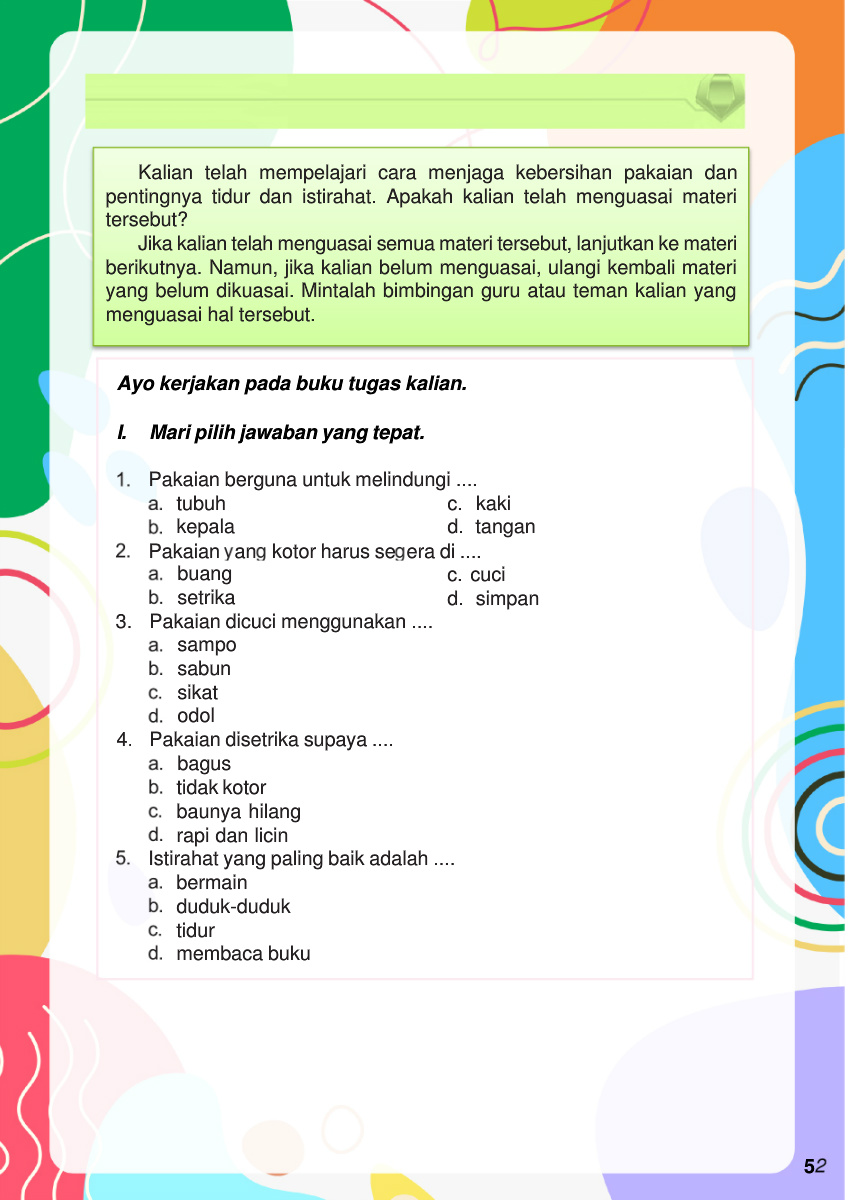 Kalian telah mempelajari cara menjaga kebersihan pakaian dan
pentingnya tidur dan istirahat. Apakah kalian telah menguasai materi
tersebut?
Jika kalian telah menguasai semua materi tersebut, lanjutkan ke materi
berikutnya. Namun, jika kalian belum menguasai, ulangi kembali materi
yang belum dikuasai. Mintalah bimbingan guru atau teman kalian yang
menguasai hal tersebut.
Ayo kerjakan pada buku tugas kalian.
I. Mari pilih jawaban yang tepat.
1. Pakaian berguna untuk melindungi ....
a. tubuh c. kaki
b. kepala d. tangan
2. Pakaian yang kotor harus segera di ....
a. buang c. cuci
b. setrika d. simpan
3. Pakaian dicuci menggunakan ....
a. sampo
b. sabun
c. sikat
d. odol
4. Pakaian disetrika supaya ....
a. bagus
b. tidak kotor
c. baunya hilang
d. rapi dan licin
5. Istirahat yang paling baik adalah ....
a. bermain
b. duduk-duduk
c. tidur
d. membaca buku
52